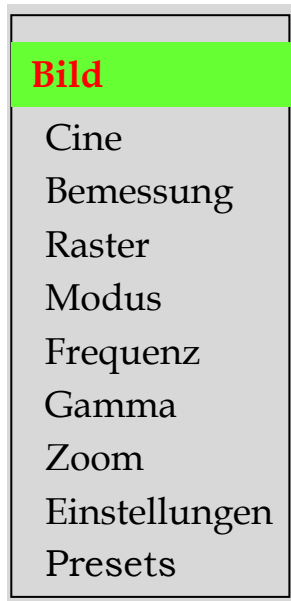 Bild
Cine
Bemessung
Raster
Modus
Frequenz
Gamma
Zoom
Einstellungen
Presets